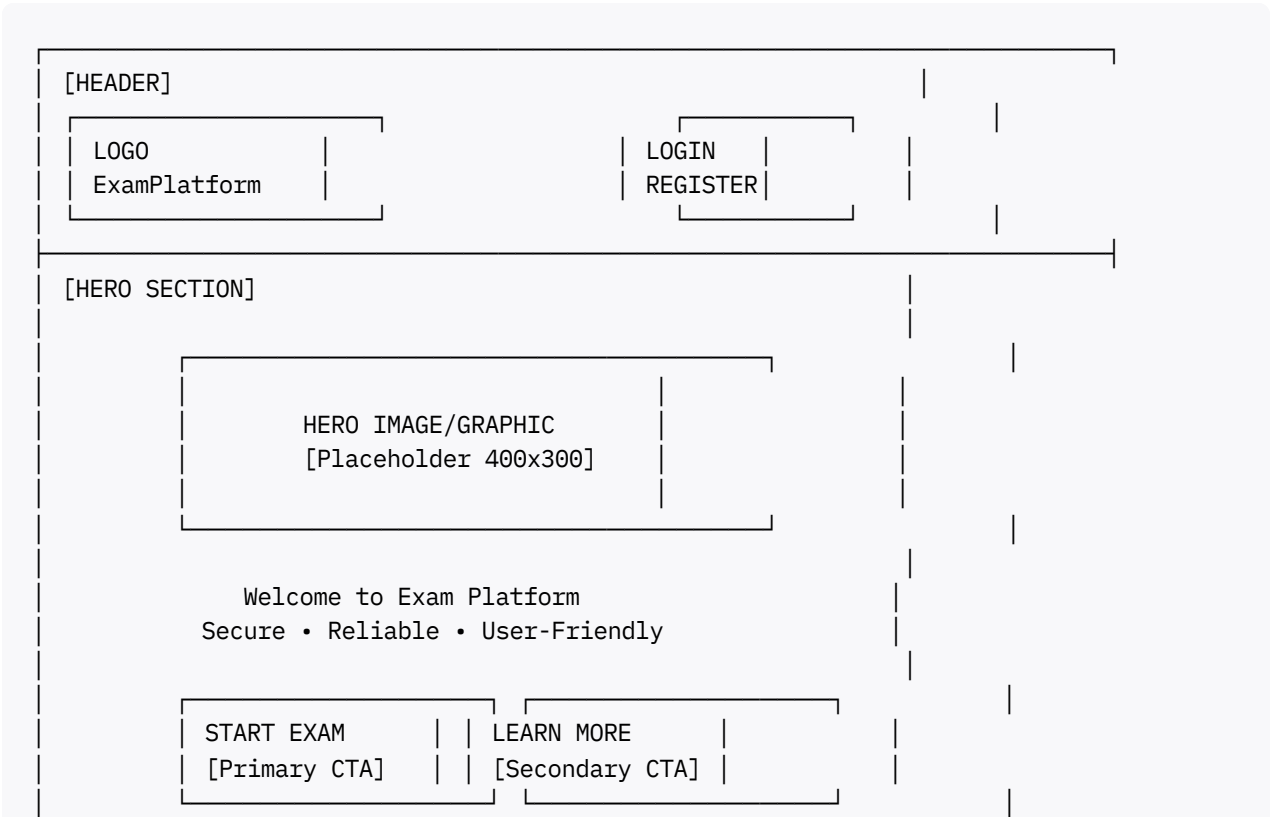 [HEADER]
LOGO LOGIN
ExamPlatform REGISTER
[HERO SECTION]
HERO IMAGE/GRAPHIC
[Placeholder 400x300]
Welcome to Exam Platform
Secure • Reliable • User-Friendly
START EXAM LEARN MORE
[Primary CTA] [Secondary CTA]